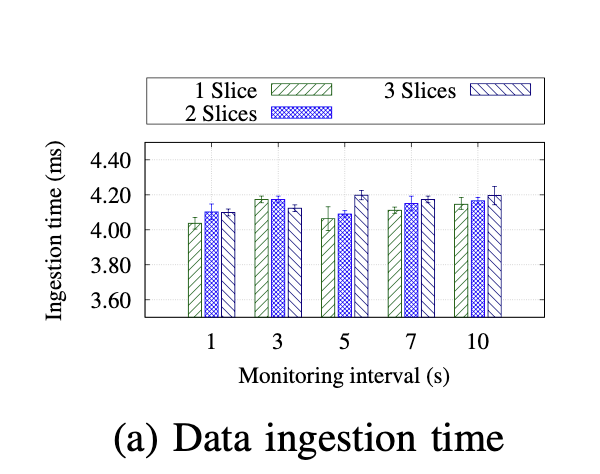 1 Slice
3 Slices
2 Slices
Ingestion time (ms)
4.40
4.20
4.00
3.80
3.60
1 3 5 7 10
Monitoring interval (s)
(a) Data ingestion time